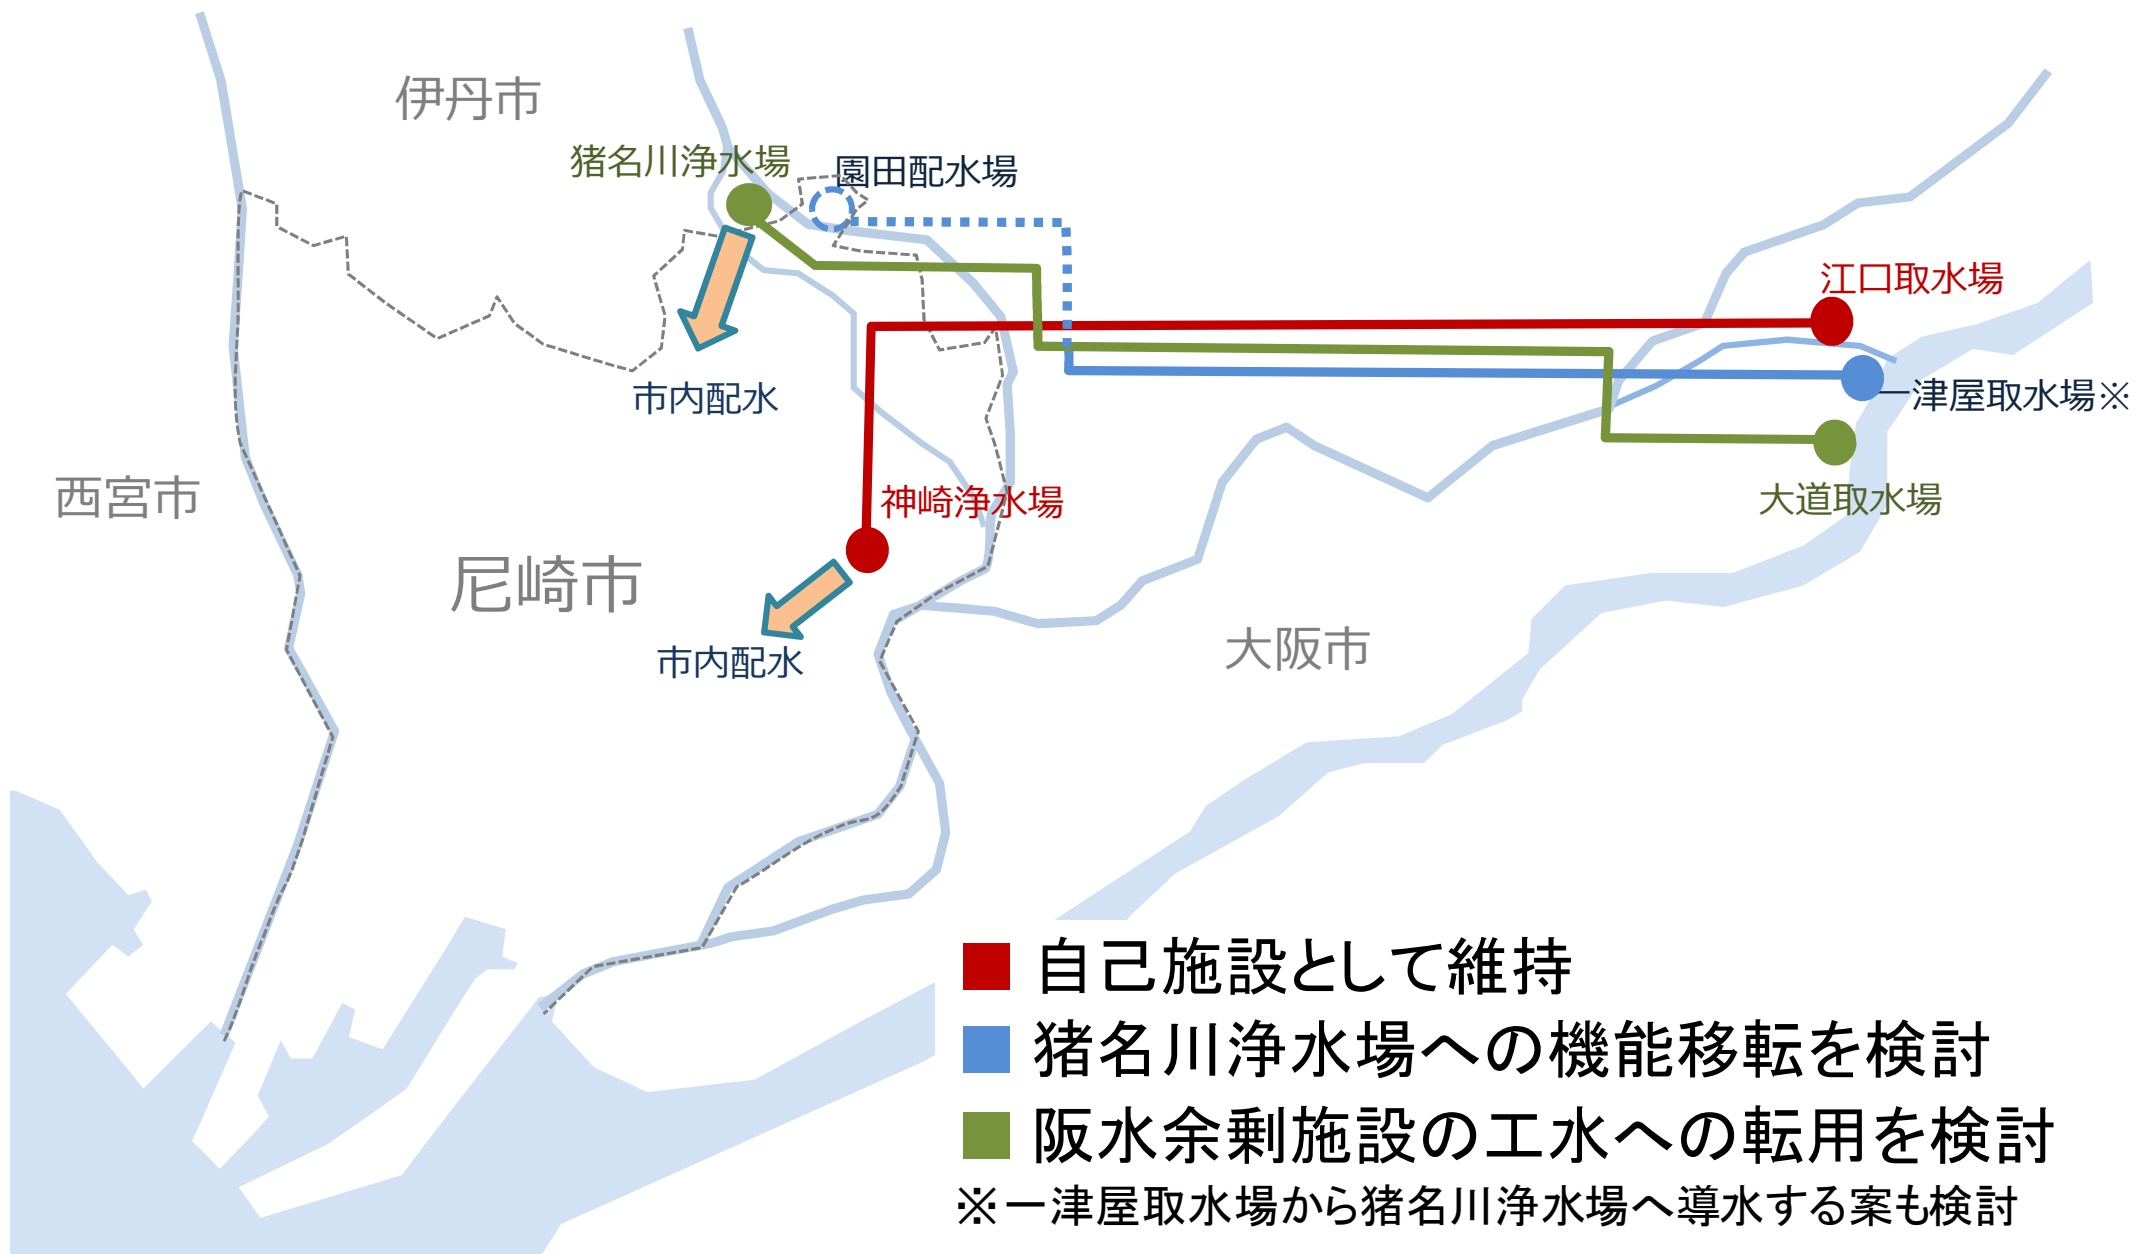 伊丹市
猪名川浄水場
園田配水場
江口取水場
市内配水
一津屋取水場※
西宮市
神崎浄水場
大道取水場
尼崎市
市内配水
大阪市
自己施設として維持
猪名川浄水場への機能移転を検討
阪水余剰施設の工水への転用を検討
※一津屋取水場から猪名川浄水場へ導水する案も検討